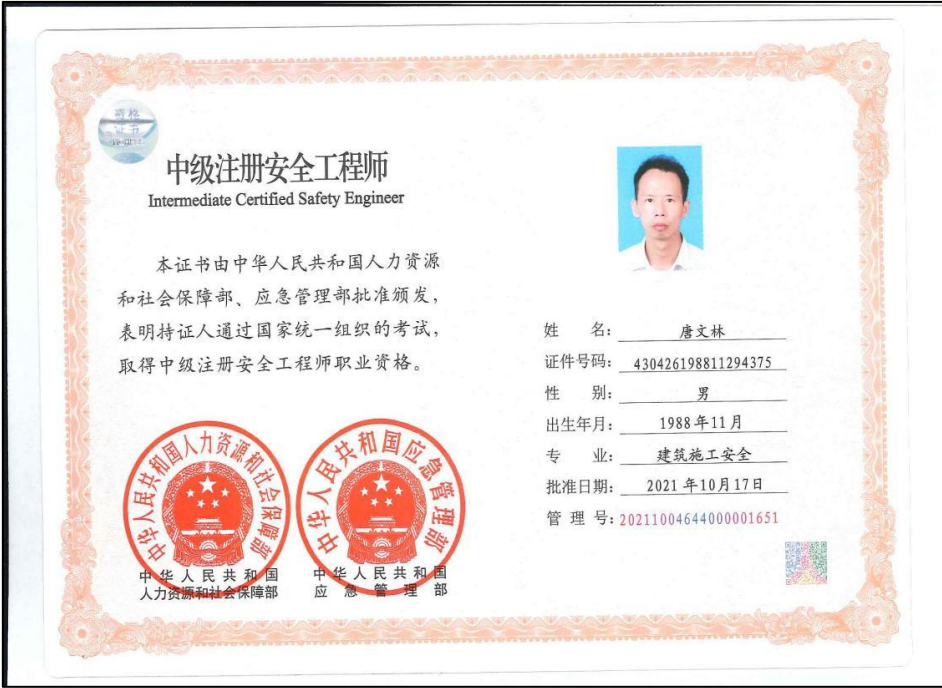 资格
证书
中级注册安全工程师
Intermediate Certified Safety Engineer
本证书由中华人民共和国人力资源
和社会保障部、应急管理部批准颁发，
表明持证人通过国家统一组织的考试，
取得中级注册安全工程师职业资格。
中华人民共和国人力资源和社会保障部
中华人民共和国应急管理部
中华人民共和国
人力资源和社会保障部
中华人民共和国
应急管理部
姓 名： 唐文林
证件号码： 430426198811294375
性 别： 男
出生年月： 1988年11月
专 业： 建筑施工安全
批准日期： 2021年10月17日
管 理 号：20211004644000001651